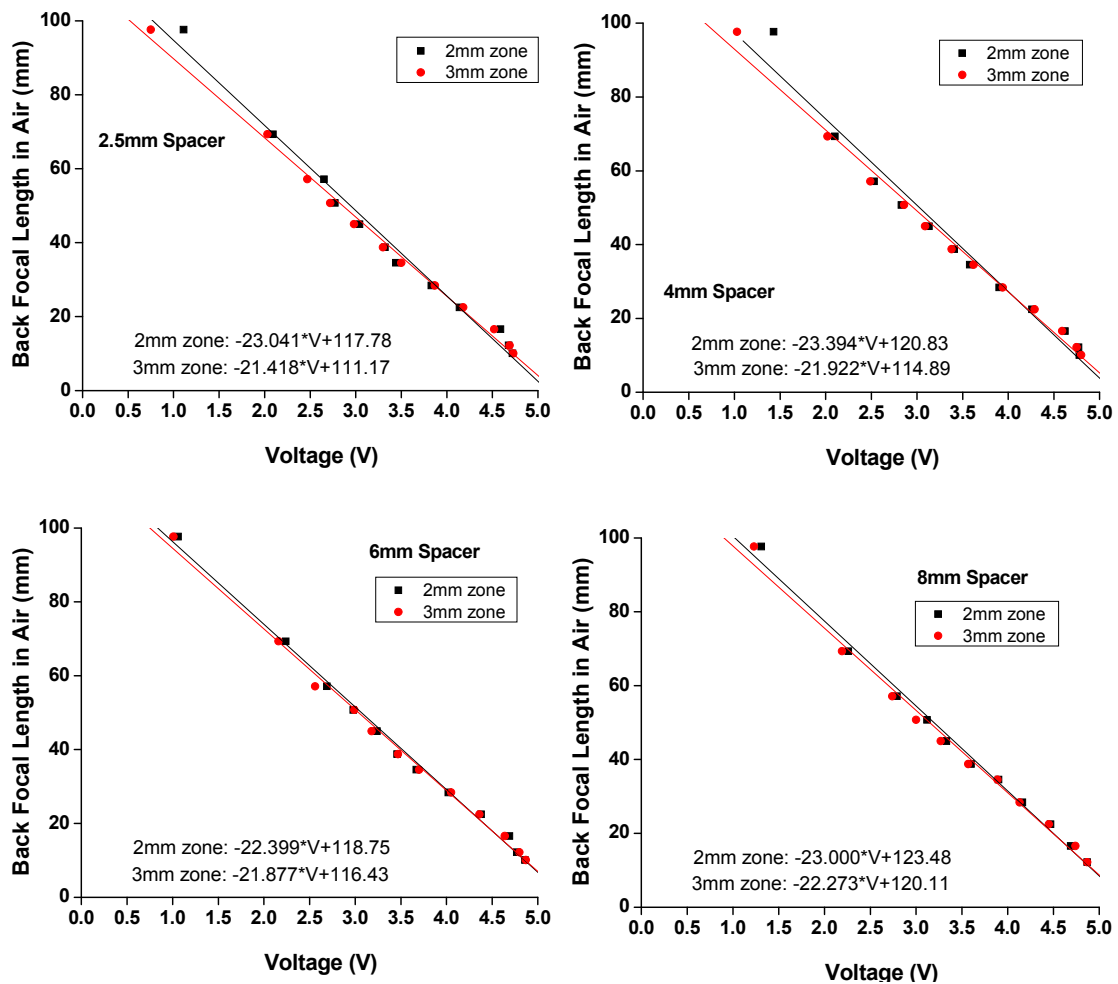 100
80
60
40
20
0
0.0 0.5 1.0 1.5 2.0 2.5 3.0 3.5 4.0 4.5 5.0
Back Focal Length in Air (mm)
Voltage (V)
2mm zone
3mm zone
2.5mm Spacer
2mm zone: -23.041*V+117.78
3mm zone: -21.418*V+111.17
100
80
60
40
20
0
0.0 0.5 1.0 1.5 2.0 2.5 3.0 3.5 4.0 4.5 5.0
Back Focal Length in Air (mm)
Voltage (V)
2mm zone
3mm zone
4mm Spacer
2mm zone: -23.394*V+120.83
3mm zone: -21.922*V+114.89
100
80
60
40
20
0
0.0 0.5 1.0 1.5 2.0 2.5 3.0 3.5 4.0 4.5 5.0
Back Focal Length in Air (mm)
Voltage (V)
6mm Spacer
2mm zone
3mm zone
2mm zone: -22.399*V+118.75
3mm zone: -21.877*V+116.43
100
80
60
40
20
0
0.0 0.5 1.0 1.5 2.0 2.5 3.0 3.5 4.0 4.5 5.0
Back Focal Length in Air (mm)
Voltage (V)
8mm Spacer
2mm zone
3mm zone
2mm zone: -23.000*V+123.48
3mm zone: -22.273*V+120.11